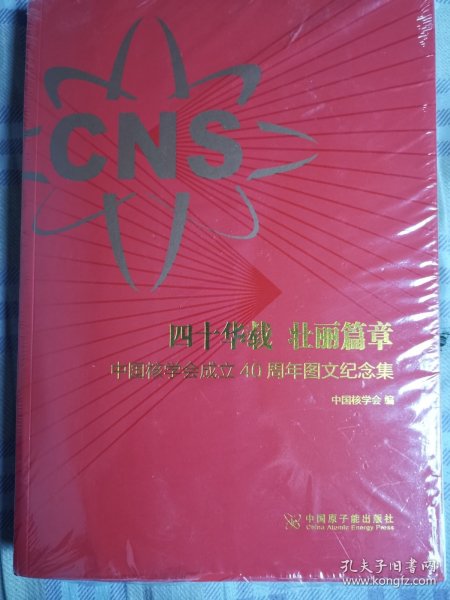 CNS
四十华载 壮丽篇章
中国核学会成立40周年图文纪念集
中国核学会 编
中国原子能出版社
China Atomic Energy Press
孔夫子旧书网
www.kongfz.com